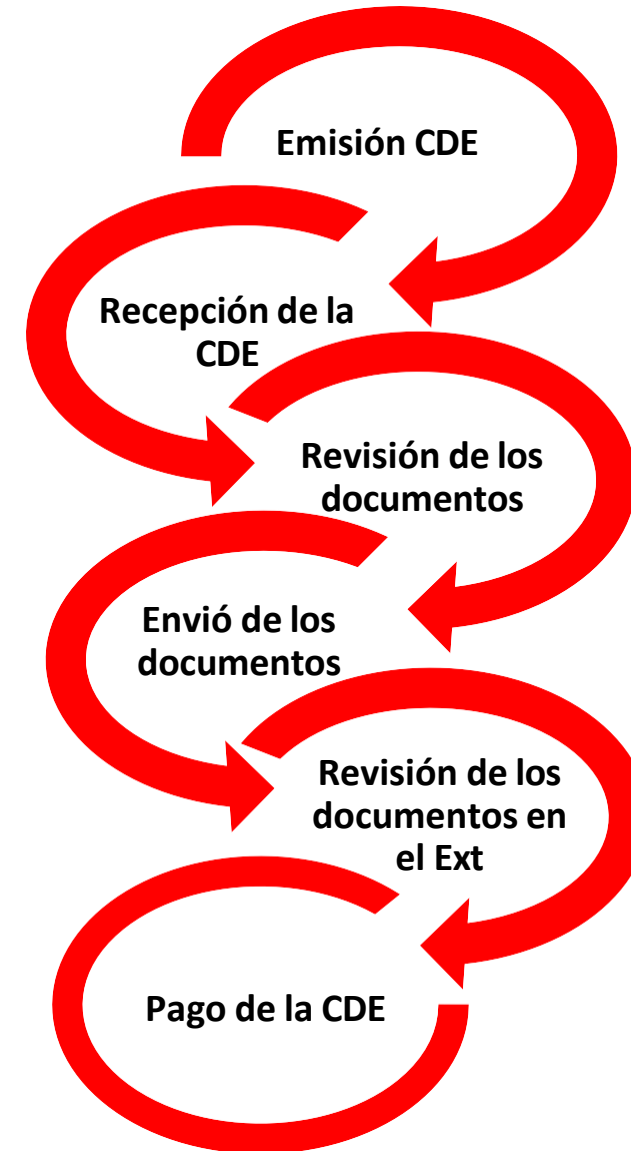 Emisión CDE
Recepción de la
CDE
Revisión de los
documentos
Envió de los
documentos
Revisión de los
documentos en
el Ext
Pago de la CDE